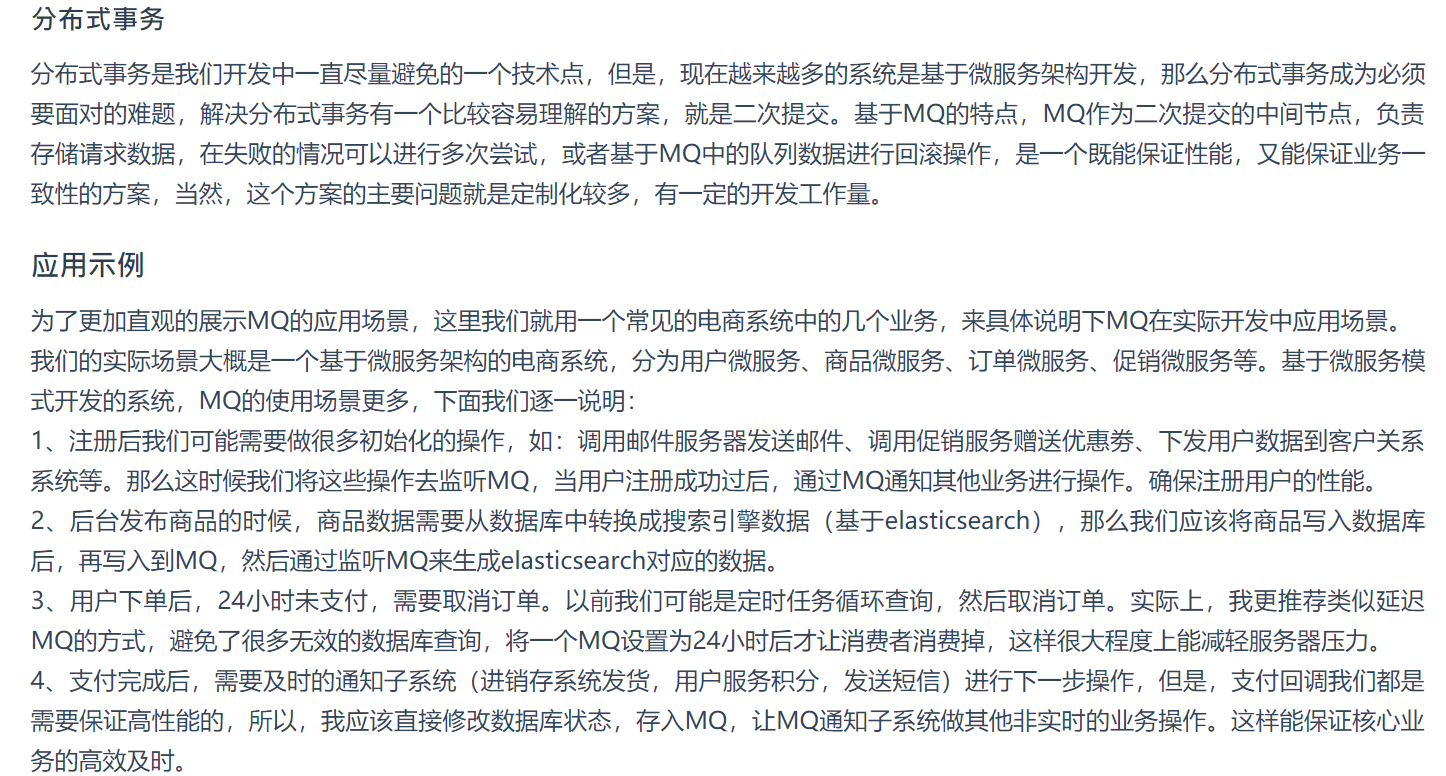 分布式事务
分布式事务是我们开发中一直尽量避免的一个技术点，但是，现在越来越多的系统是基于微服务架构开发，那么分布式事务成为必须
要面对的难题，解决分布式事务有一个比较容易理解的方案，就是二次提交。基于MQ的特点，MQ作为二次提交的中间节点，负责
存储请求数据，在失败的情况可以进行多次尝试，或者基于MQ中的队列数据进行回滚操作，是一个既能保证性能，又能保证业务一
致性的方案，当然，这个方案的主要问题就是定制化较多，有一定的开发工作量。
应用示例
为了更加直观的展示MQ的应用场景，这里我们就用一个常见的电商系统中的几个业务，来具体说明下MQ在实际开发中应用场景。
我们的实际场景大概是一个基于微服务架构的电商系统，分为用户微服务、商品微服务、订单微服务、促销微服务等。基于微服务模
式开发的系统，MQ的使用场景更多，下面我们逐一说明：
1、注册后我们可能需要做很多初始化的操作，如：调用邮件服务器发送邮件、调用促销服务赠送优惠劵、下发用户数据到客户关系
系统等。那么这时候我们将这些操作去监听MQ，当用户注册成功过后，通过MQ通知其他业务进行操作。确保注册用户的性能。
2、后台发布商品的时候，商品数据需要从数据库中转换成搜索引擎数据（基于elasticsearch），那么我们应该将商品写入数据库
后，再写入到MQ，然后通过监听MQ来生成elasticsearch对应的数据。
3、用户下单后，24小时未支付，需要取消订单。以前我们可能是定时任务循环查询，然后取消订单。实际上，我更推荐类似延迟
MQ的方式，避免了很多无效的数据库查询，将一个MQ设置为24小时后才让消费者消费掉，这样很大程度上能减轻服务器压力。
4、支付完成后，需要及时的通知子系统（进销存系统发货，用户服务积分，发送短信）进行下一步操作，但是，支付回调我们都是
需要保证高性能的，所以，我应该直接修改数据库状态，存入MQ，让MQ通知子系统做其他非实时的业务操作。这样能保证核心业
务的高效及时。